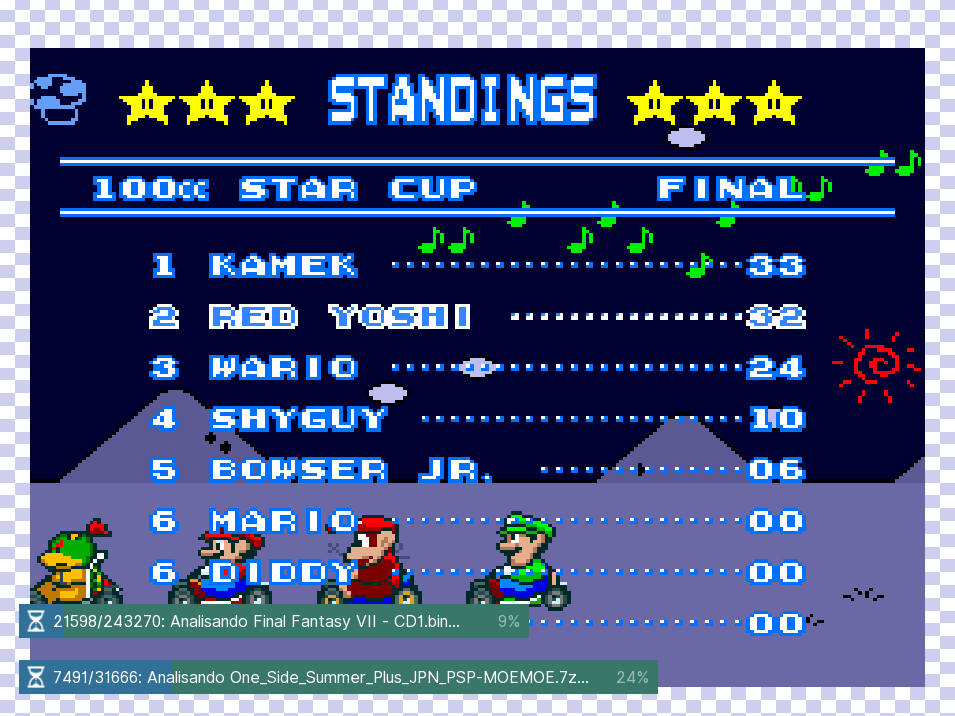 STANDINGS
100cc STAR CUP FINAL
1 KAMEK 33
2 RED YOSHI 32
3 WARIO 24
4 SHYGUY 10
5 BOWSER JR. 06
6 MARIO 00
6 DIDDY 00
00
21598/243270: Analisando Final Fantasy VII - CD1.bin... 9%
7491/31666: Analisando One_Side_Summer_Plus_JPN_PSP-MOEMOE.7z... 24%